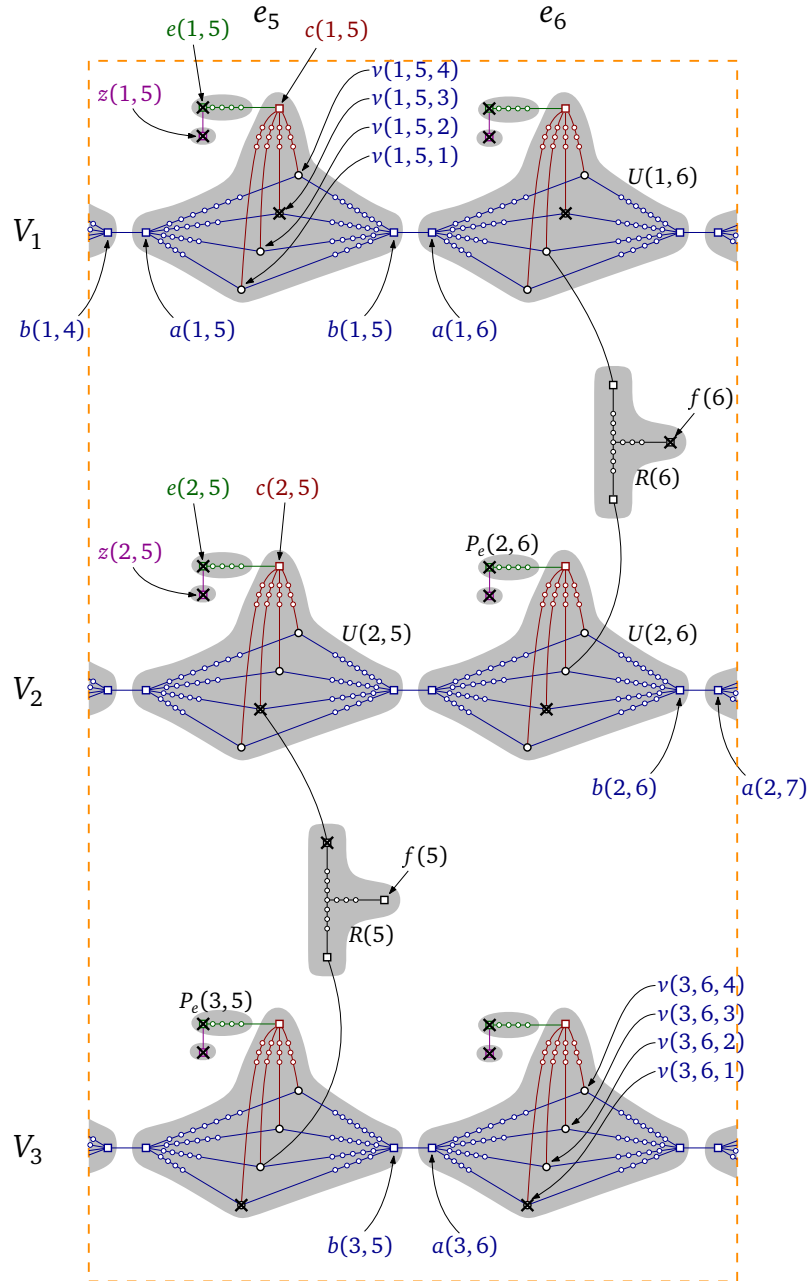 e₅ e₆
e(1, 5) c(1, 5)
v(1, 5, 4)
z(1, 5) v(1, 5, 3)
v(1, 5, 2)
v(1, 5, 1)
U(1, 6)
V₁
b(1, 4) a(1, 5) b(1, 5) a(1, 6)
f(6)
R(6)
e(2, 5) c(2, 5)
P_e(2, 6)
z(2, 5)
U(2, 5) U(2, 6)
V₂
b(2, 6) a(2, 7)
f(5)
R(5)
P_e(3, 5) v(3, 6, 4)
v(3, 6, 3)
v(3, 6, 2)
v(3, 6, 1)
V₃
b(3, 5) a(3, 6)